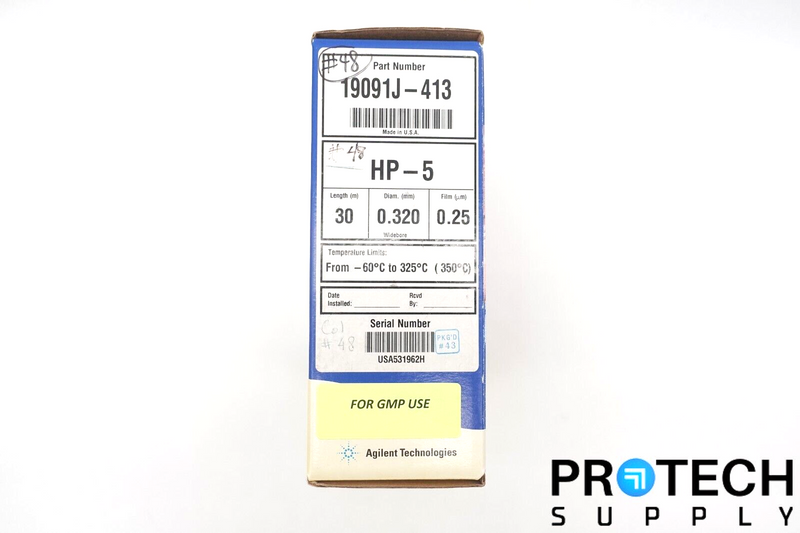 #48
Part Number
19091J-413
Made in U.S.A.
# 48
HP-5
Length (m) Diam. (mm) Film (µm)
30 0.320 0.25
Widebore
Temperature Limits:
From -60°C to 325°C (350°C)
Date Installed: Rcvd By:
Serial Number
Col # 48
PKG'D #43
USA531962H
FOR GMP USE
Agilent Technologies
PROTECH
SUPPLY